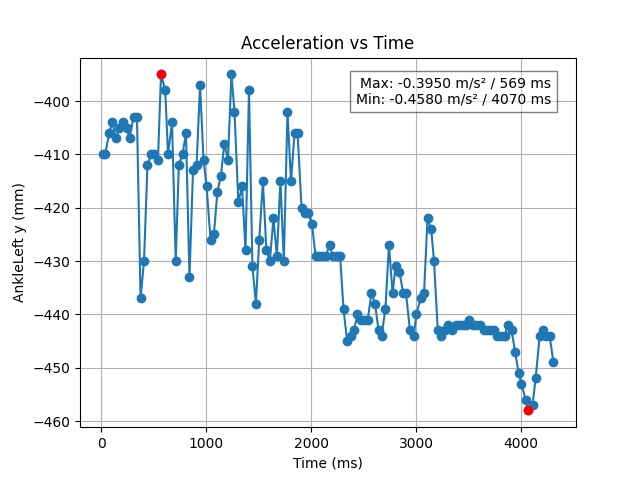 Acceleration vs Time
Max: -0.3950 m/s² / 569 ms
Min: -0.4580 m/s² / 4070 ms
AnkleLeft y (mm)
−400
−410
−420
−430
−440
−450
−460
0 1000 2000 3000 4000
Time (ms)